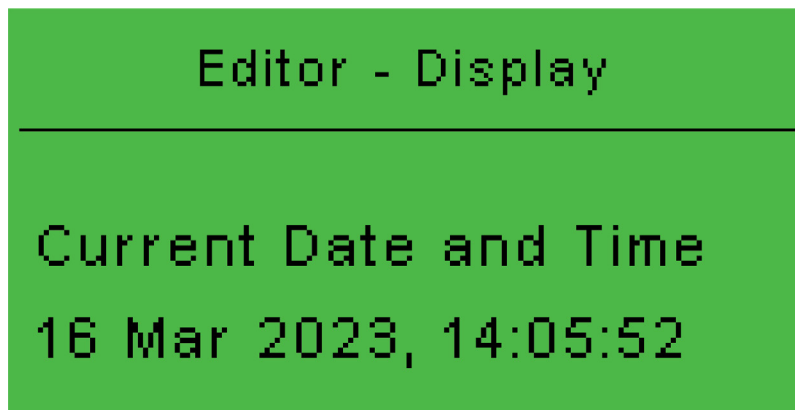 Editor - Display
Current Date and Time
16 Mar 2023, 14:05:52